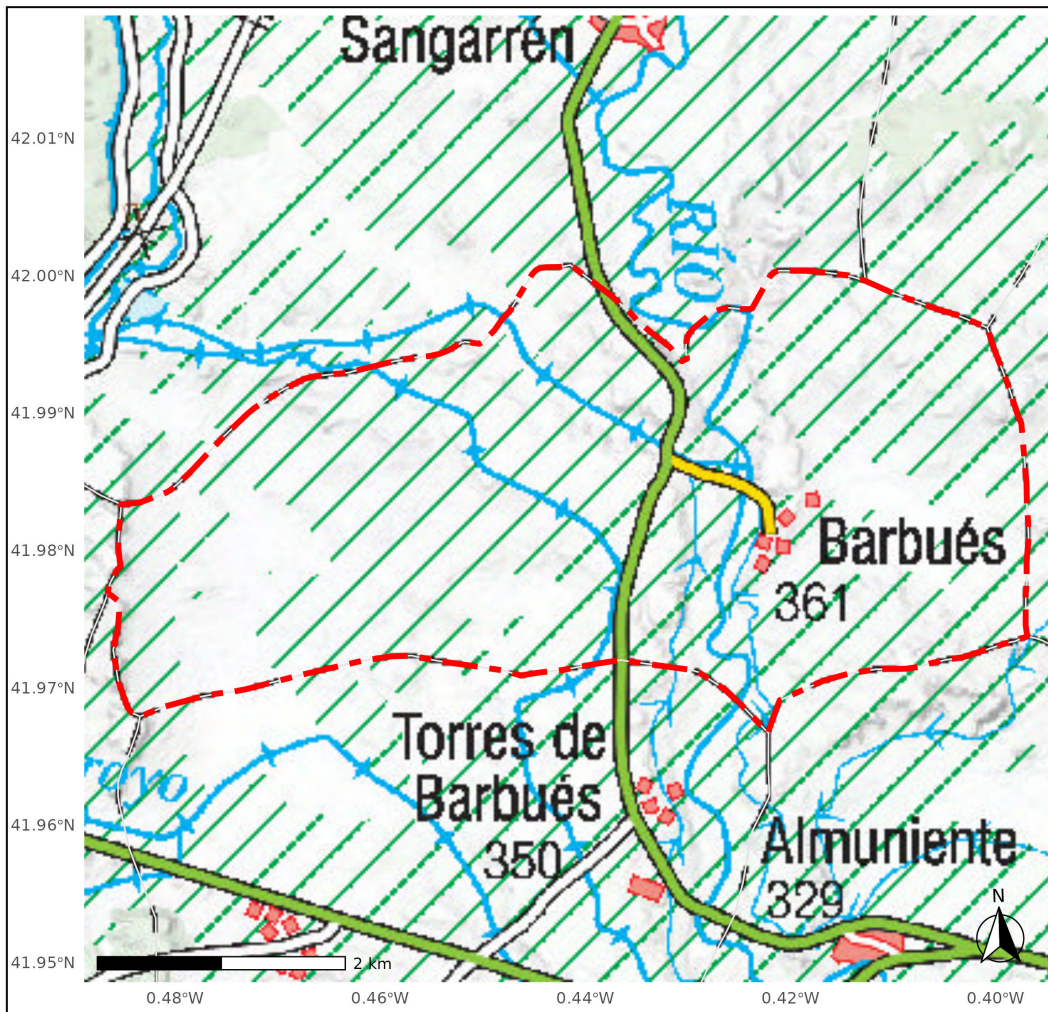 Sangarrén
42.01°N
RÍO
42.00°N
41.99°N
41.98°N
Barbués
361
41.97°N
Torres de
Barbués
350
41.96°N
Almuniente
329
41.95°N
2 km
N
0.48°W
0.46°W
0.44°W
0.42°W
0.40°W